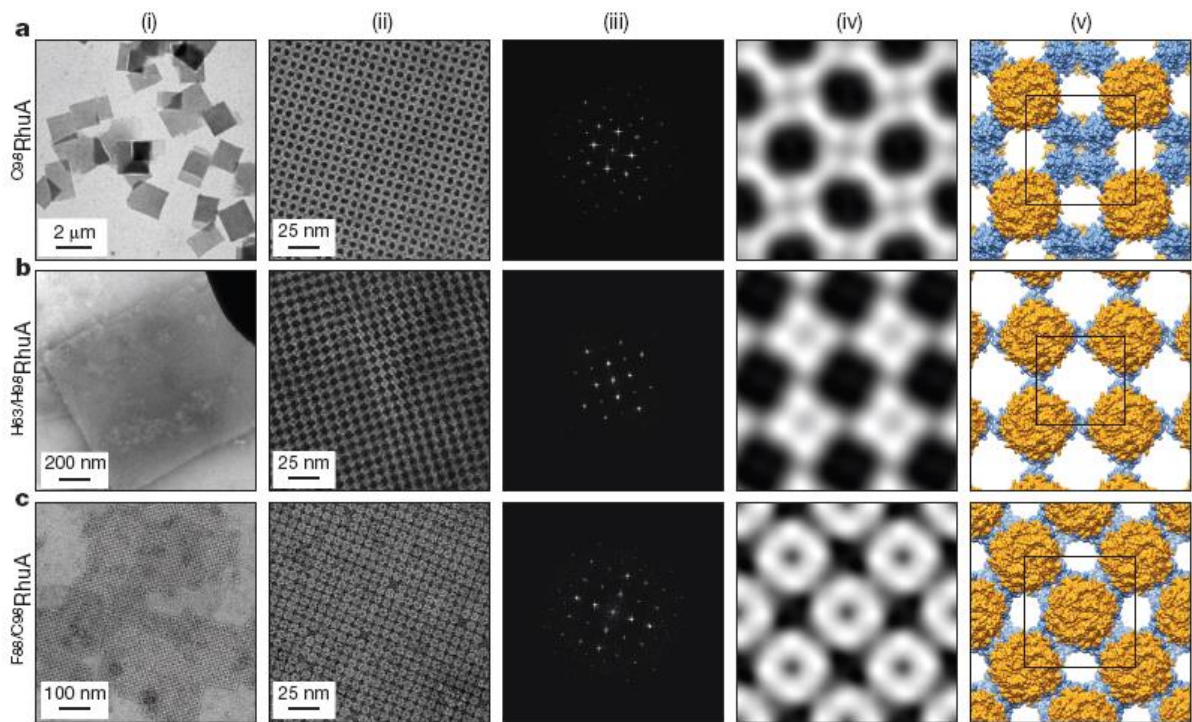 (i) (ii) (iii) (iv) (v)
a
C98RhuA
2 μm
25 nm
b
H63/H98RhuA
200 nm
25 nm
c
F88/C98RhuA
100 nm
25 nm